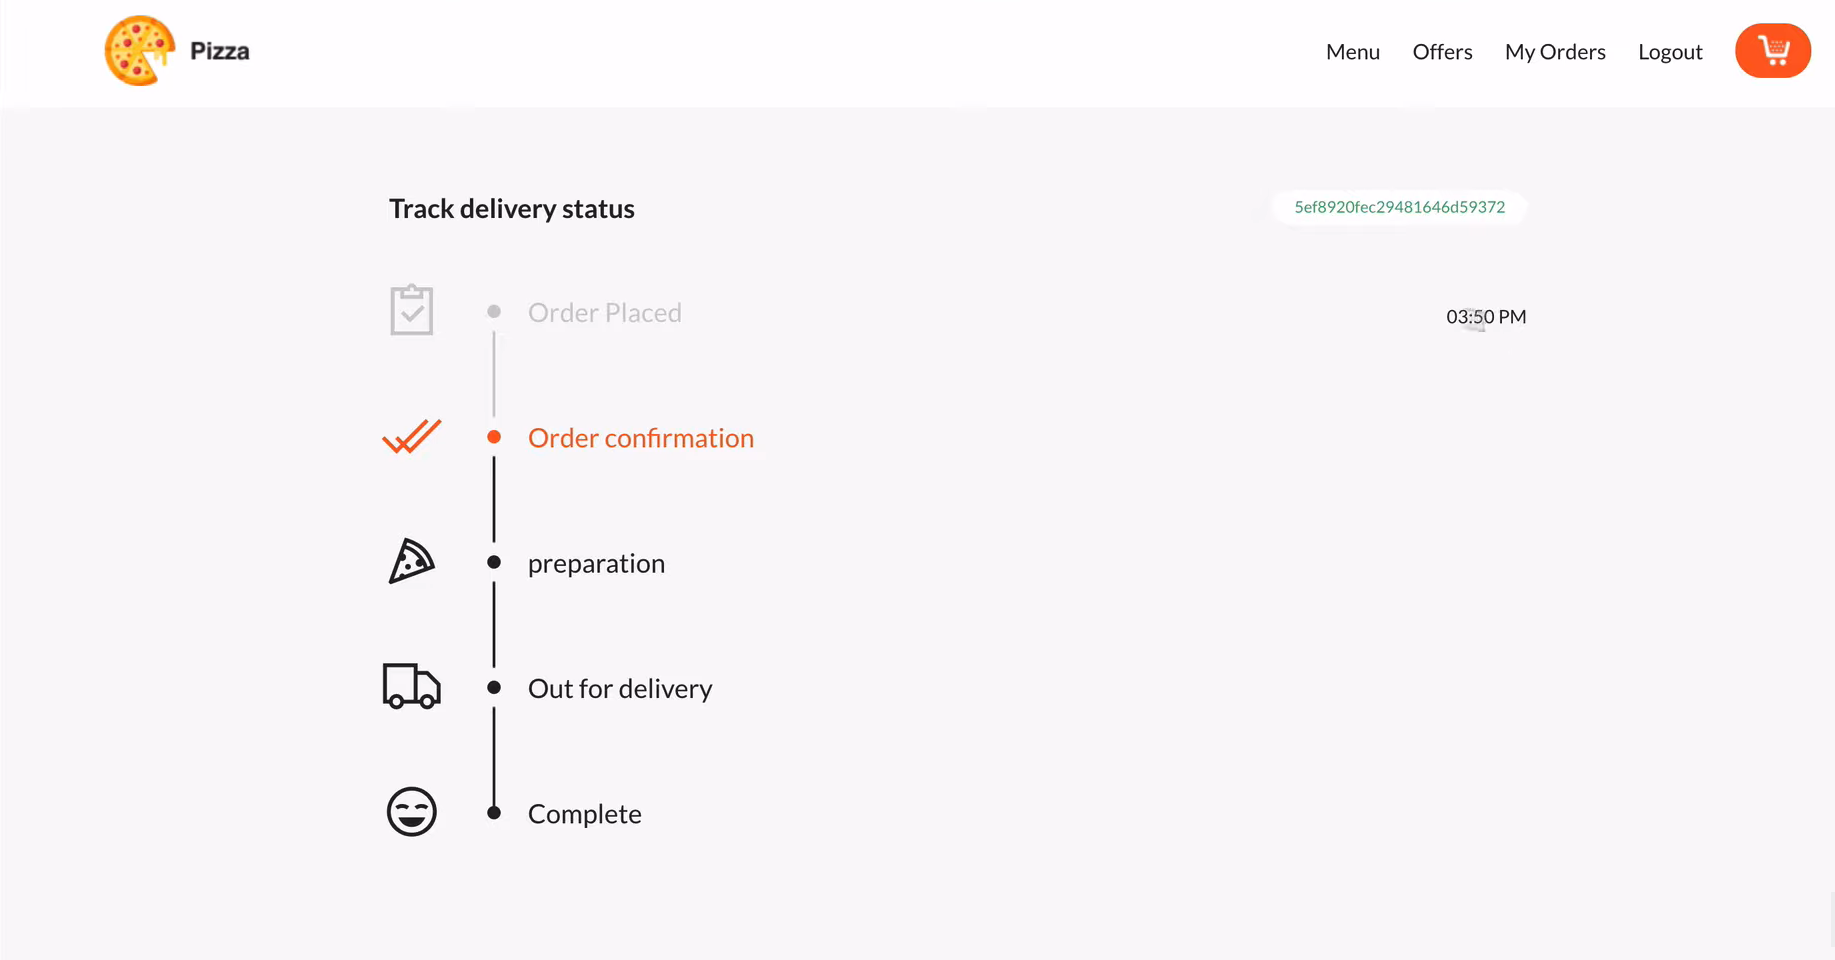 Pizza
Menu Offers My Orders Logout
Track delivery status
5ef8920fec29481646d59372
Order Placed
03:50 PM
Order confirmation
preparation
Out for delivery
Complete